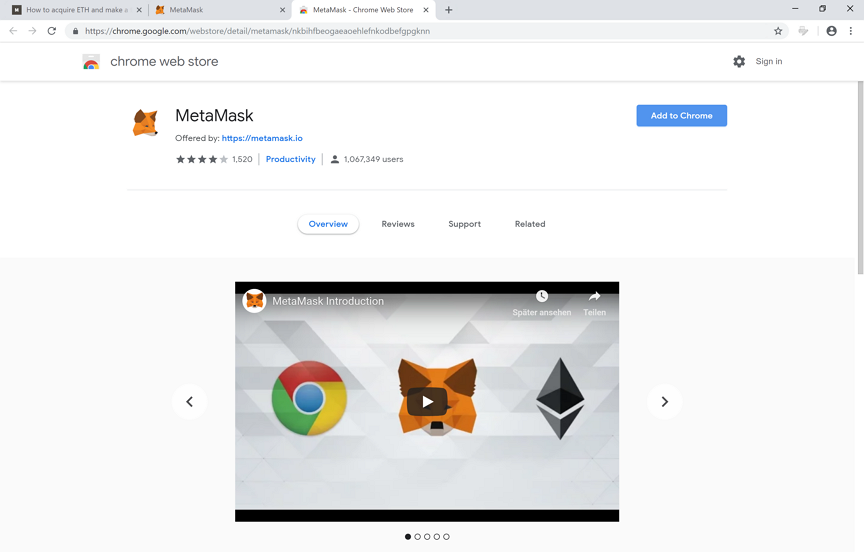 How to acquire ETH and make a
MetaMask
MetaMask - Chrome Web Store
https://chrome.google.com/webstore/detail/metamask/nkbihfbeogaeaoehlefnkodbefgpgknn
chrome web store
Sign in
MetaMask
Add to Chrome
Offered by: https://metamask.io
1,520
Productivity
1,067,349 users
Overview
Reviews
Support
Related
MetaMask Introduction
Später ansehen
Teilen